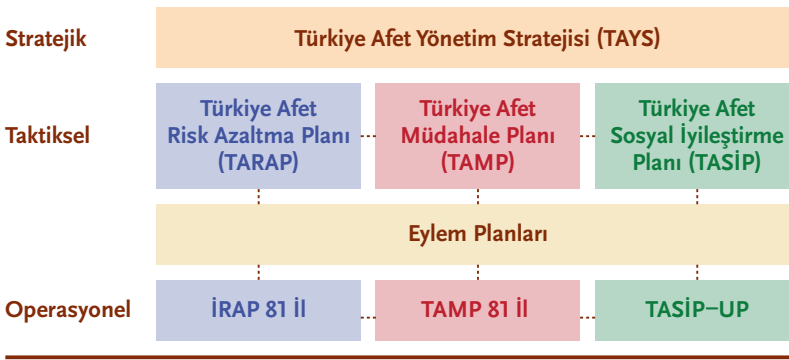 Stratejik
Türkiye Afet Yönetim Stratejisi (TAYS)
Taktiksel
Türkiye Afet
Risk Azaltma Planı
(TARAP)
Türkiye Afet
Müdahale Planı
(TAMP)
Türkiye Afet
Sosyal İyileştirme
Planı (TASİP)
Eylem Planları
Operasyonel
İRAP 81 İl
TAMP 81 İl
TASİP–UP